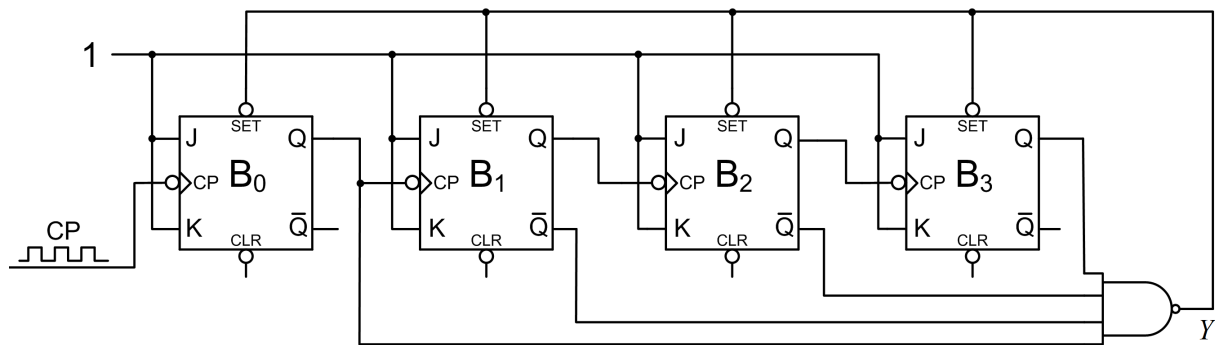 1
SET SET SET SET
J Q J Q J Q J Q
CP B₀ CP B₁ CP B₂ CP B₃
K Q̅ K Q̅ K Q̅ K Q̅
CP
CLR CLR CLR CLR
Y